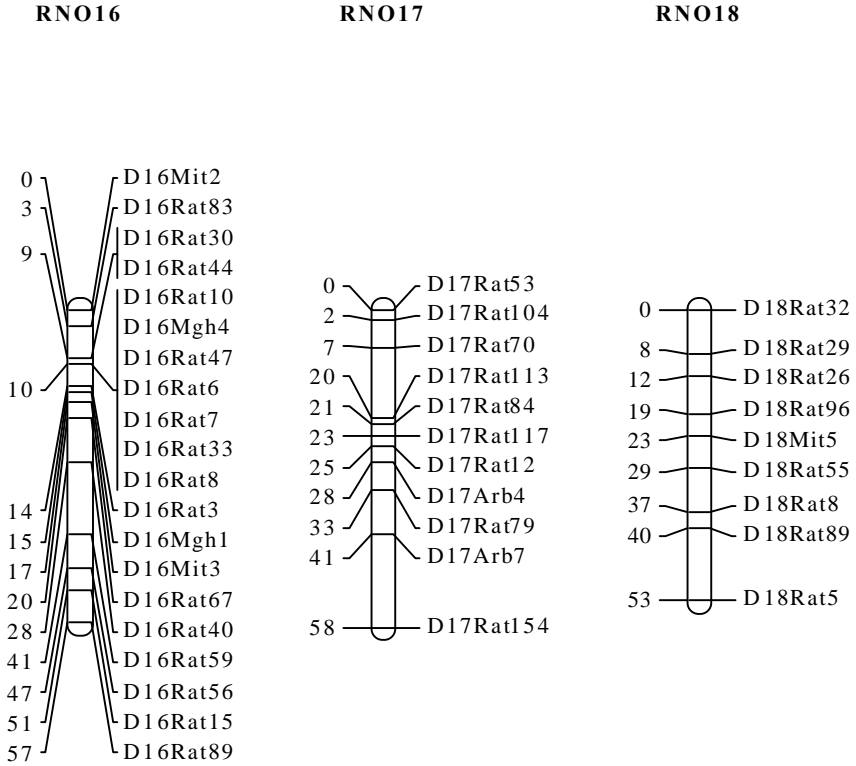 RNO16
0 D16Mit2
3 D16Rat83
9 D16Rat30
D16Rat44
D16Rat10
D16Mgh4
D16Rat47
10 D16Rat6
D16Rat7
D16Rat33
D16Rat8
14 D16Rat3
15 D16Mgh1
17 D16Mit3
20 D16Rat67
28 D16Rat40
41 D16Rat59
47 D16Rat56
51 D16Rat15
57 D16Rat89
RNO17
0 D17Rat53
2 D17Rat104
7 D17Rat70
20 D17Rat113
21 D17Rat84
23 D17Rat117
25 D17Rat12
28 D17Arb4
33 D17Rat79
41 D17Arb7
58 D17Rat154
RNO18
0 D18Rat32
8 D18Rat29
12 D18Rat26
19 D18Rat96
23 D18Mit5
29 D18Rat55
37 D18Rat8
40 D18Rat89
53 D18Rat5